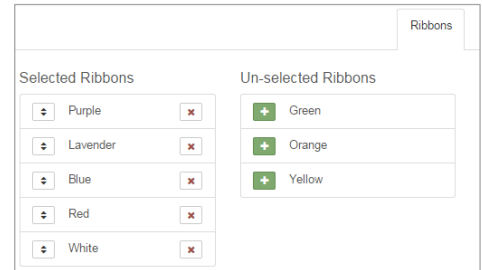 Ribbons
Selected Ribbons
Purple
Lavender
Blue
Red
White
Un-selected Ribbons
Green
Orange
Yellow